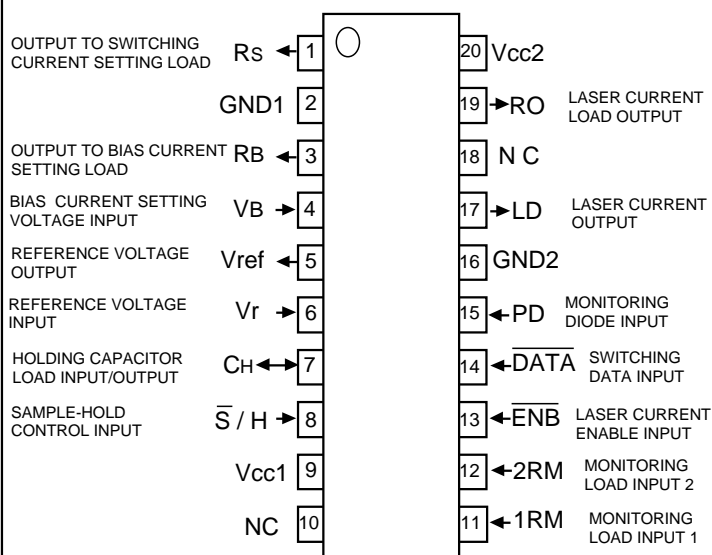 OUTPUT TO SWITCHING
CURRENT SETTING LOAD
RS
1
GND1
2
OUTPUT TO BIAS CURRENT
SETTING LOAD
RB
3
BIAS CURRENT SETTING
VOLTAGE INPUT
VB
4
REFERENCE VOLTAGE
OUTPUT
Vref
5
REFERENCE VOLTAGE
INPUT
Vr
6
HOLDING CAPACITOR
LOAD INPUT/OUTPUT
CH
7
SAMPLE-HOLD
CONTROL INPUT
S̅ / H
8
Vcc1
9
NC
10
20
Vcc2
19
RO
LASER CURRENT
LOAD OUTPUT
18
N C
17
LD
LASER CURRENT
OUTPUT
16
GND2
15
PD
MONITORING
DIODE INPUT
14
D̅A̅T̅A̅
SWITCHING
DATA INPUT
13
E̅N̅B̅
LASER CURRENT
ENABLE INPUT
12
2RM
MONITORING
LOAD INPUT 2
11
1RM
MONITORING
LOAD INPUT 1